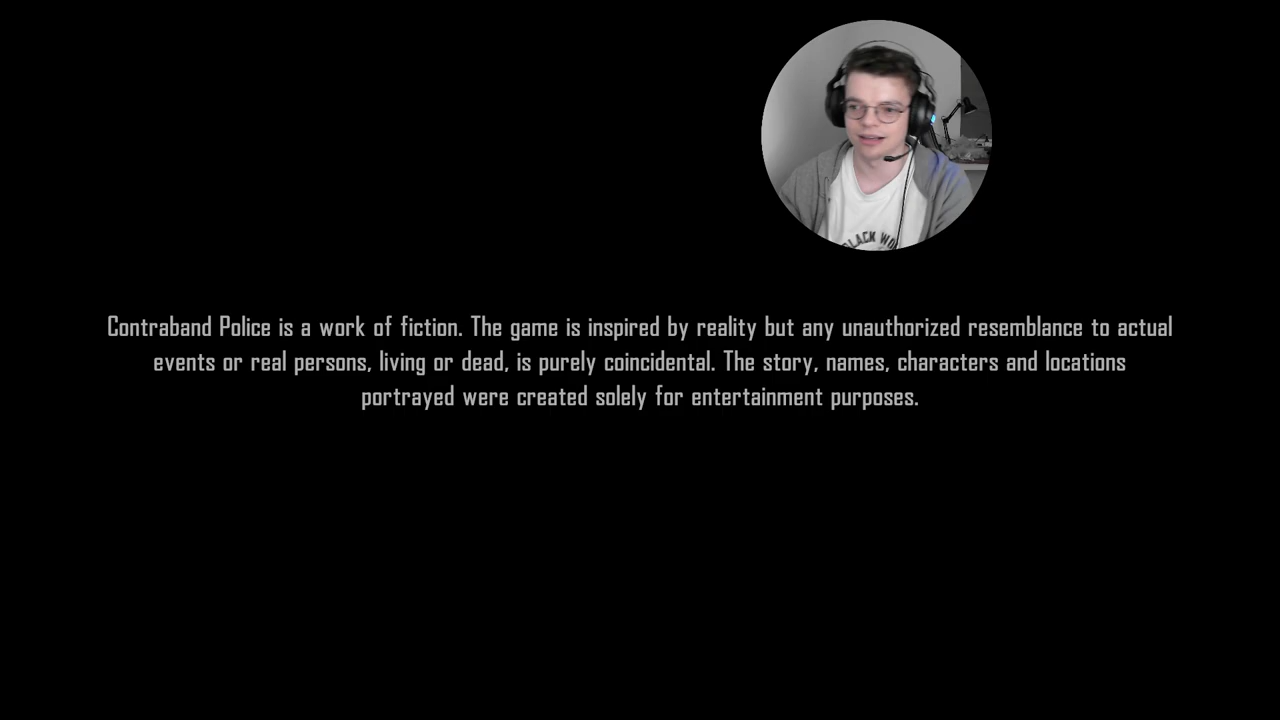 BLACK WO
Contraband Police is a work of fiction. The game is inspired by reality but any unauthorized resemblance to actual
events or real persons, living or dead, is purely coincidental. The story, names, characters and locations
portrayed were created solely for entertainment purposes.